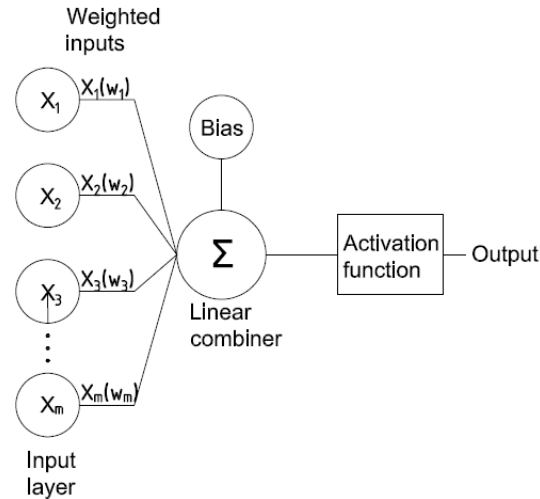 Weighted
inputs
X₁
X₁(w₁)
Bias
X₂
X₂(w₂)
Σ
Activation
function
Output
X₃
X₃(w₃)
Linear
combiner
Xₘ
Xₘ(wₘ)
Input
layer